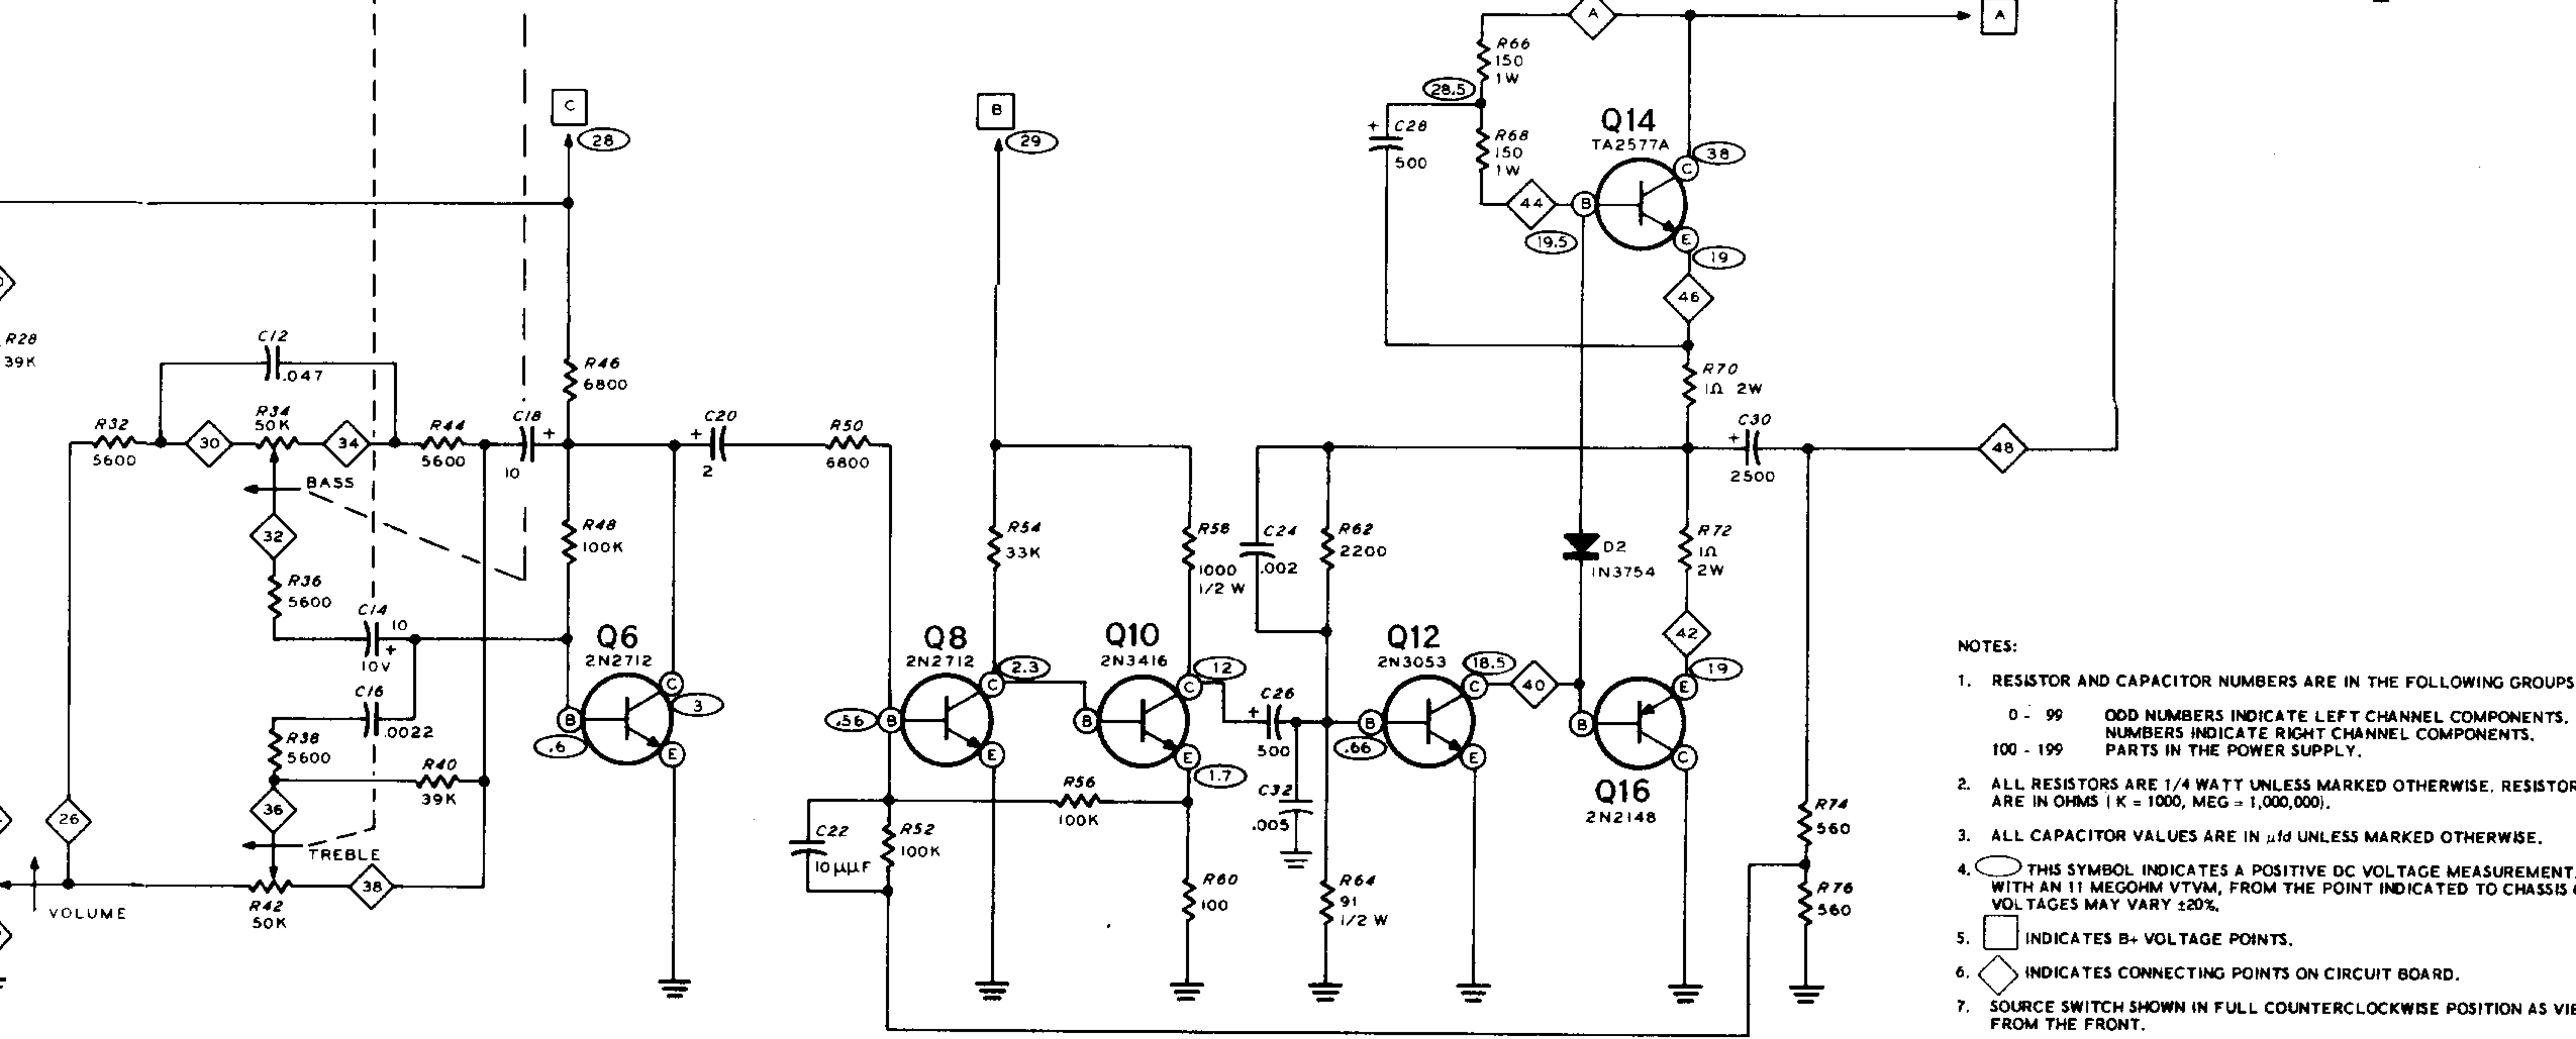 A
A
R66
150
1W
28.5
C
28
B
29
+
C28
500
R68
150
1W
Q14
TA2577A
C
38
44
B
19.5
E
19
46
R28
39K
C12
.047
R46
6800
R70
1Ω 2W
R32
5600
30
R34
50K
34
R44
5600
C18
+
10
C20
+
2
R50
6800
C30
+
2500
48
BASS
32
R48
100K
R54
33K
R58
1000
1/2 W
C24
.002
R62
2200
D2
1N3754
R72
1Ω
2W
R36
5600
C14
10
+
10V
42
Q6
2N2712
Q8
2N2712
Q10
2N3416
Q12
2N3053
C
3
B
.6
E
C
2.3
.56
B
E
C
12
B
E
1.7
C26
+
500
18.5
C
40
B
.66
E
19
E
B
C
Q16
2N2148
C16
.0022
R38
5600
R40
39K
36
26
TREBLE
38
R42
50K
VOLUME
C22
10µµF
R52
100K
R56
100K
R60
100
C32
.005
R64
91
1/2 W
R74
560
R76
560
NOTES:
1. RESISTOR AND CAPACITOR NUMBERS ARE IN THE FOLLOWING GROUPS
0 - 99 ODD NUMBERS INDICATE LEFT CHANNEL COMPONENTS.
NUMBERS INDICATE RIGHT CHANNEL COMPONENTS.
100 - 199 PARTS IN THE POWER SUPPLY.
2. ALL RESISTORS ARE 1/4 WATT UNLESS MARKED OTHERWISE. RESISTOR
ARE IN OHMS ( K = 1000, MEG = 1,000,000).
3. ALL CAPACITOR VALUES ARE IN µfd UNLESS MARKED OTHERWISE.
4. THIS SYMBOL INDICATES A POSITIVE DC VOLTAGE MEASUREMENT.
WITH AN 11 MEGOHM VTVM, FROM THE POINT INDICATED TO CHASSIS
VOLTAGES MAY VARY ±20%.
5. INDICATES B+ VOLTAGE POINTS.
6. INDICATES CONNECTING POINTS ON CIRCUIT BOARD.
7. SOURCE SWITCH SHOWN IN FULL COUNTERCLOCKWISE POSITION AS VIE
FROM THE FRONT.